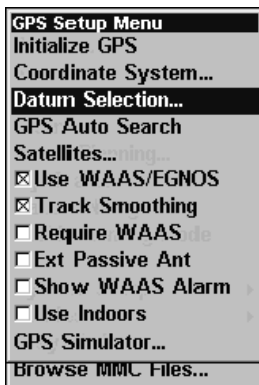 GPS Setup Menu
Initialize GPS
Coordinate System...
Datum Selection...
GPS Auto Search
Satellites...
Use WAAS/EGNOS
Track Smoothing
Require WAAS
Ext Passive Ant
Show WAAS Alarm
Use Indoors
GPS Simulator...
Browse MMC Files...